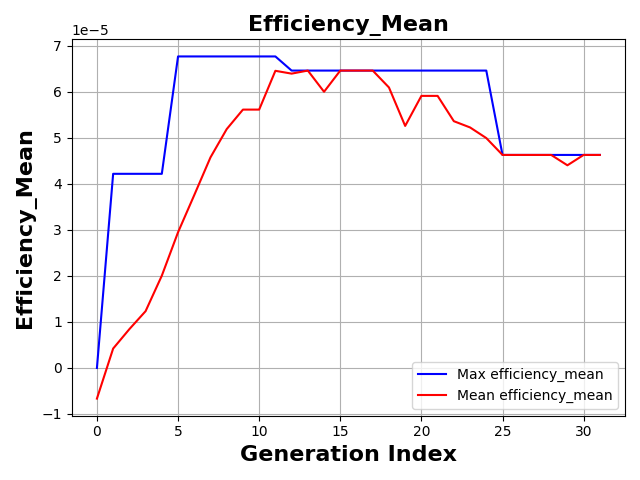 Efficiency_Mean
1e−5
7
6
5
4
3
2
1
0
−1
Efficiency_Mean
0 5 10 15 20 25 30
Generation Index
Max efficiency_mean
Mean efficiency_mean